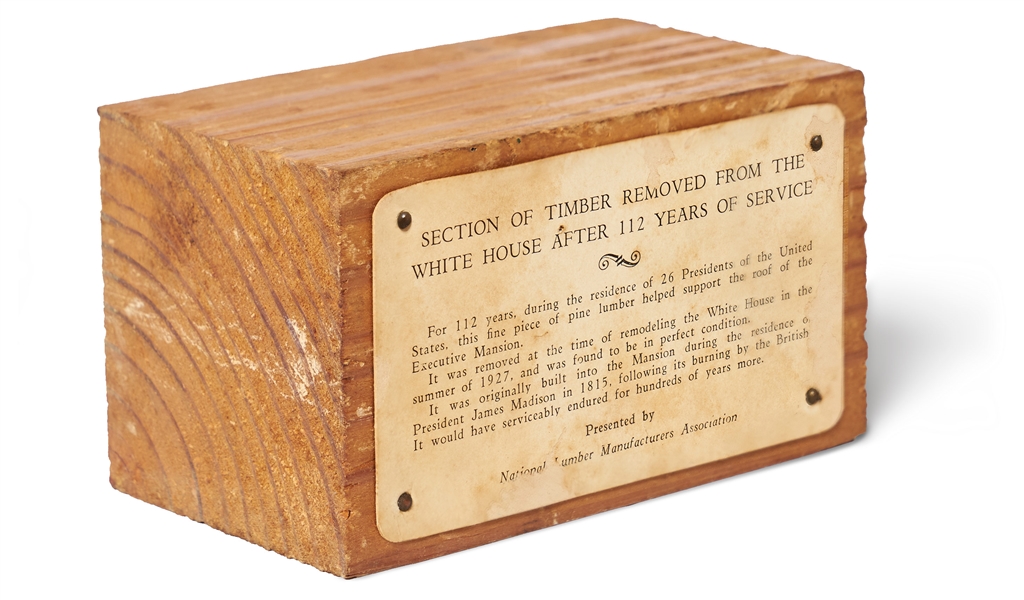 SECTION OF TIMBER REMOVED FROM THE
WHITE HOUSE AFTER 112 YEARS OF SERVICE
For 112 years, during the residence of 26 Presidents of the United
States, this fine piece of pine lumber helped support the roof of the
Executive Mansion.
It was removed at the time of remodeling the White House in the
summer of 1927, and was found to be in perfect condition.
It was originally built into the Mansion during the residence o
President James Madison in 1815, following its burning by the British
It would have serviceably endured for hundreds of years more.
Presented by
National umber Manufacturers Association